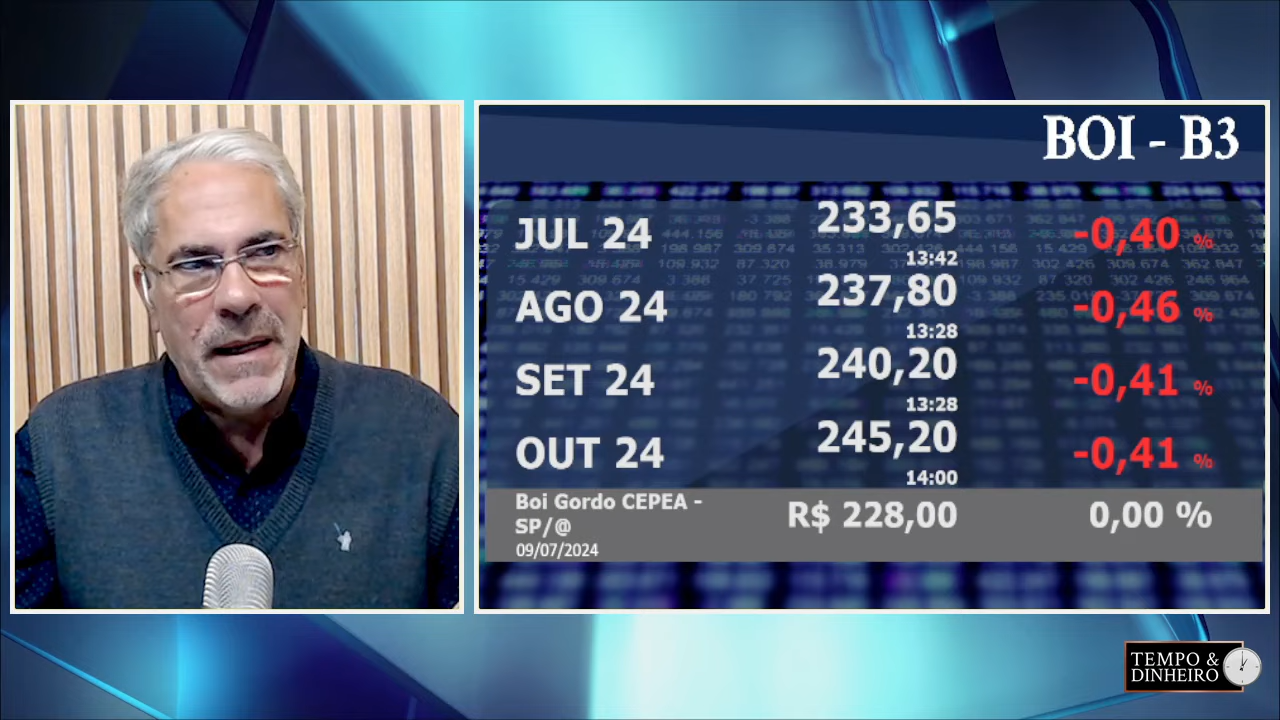 BOI - B3
JUL 24 233,65 -0,40 %
13:42
AGO 24 237,80 -0,46 %
13:28
SET 24 240,20 -0,41 %
13:28
OUT 24 245,20 -0,41 %
14:00
Boi Gordo CEPEA -
SP/@ R$ 228,00 0,00 %
09/07/2024
TEMPO &
DINHEIRO